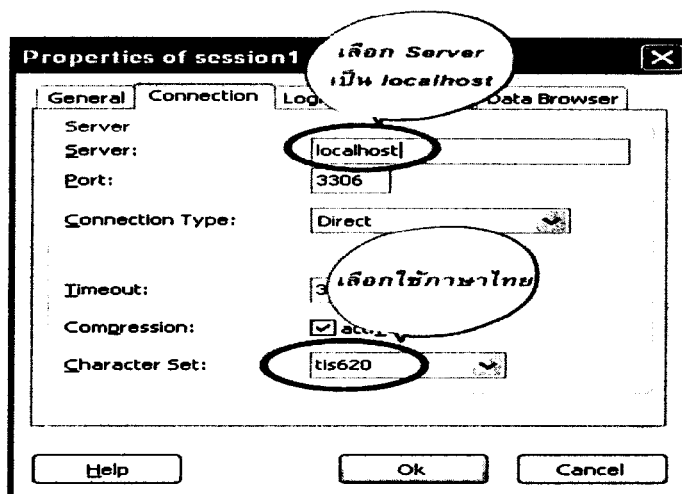 Properties of session1
เลือก Server
เป็น localhost
General Connection Data Browser
Server
Server: localhost
Port: 3306
Connection Type: Direct
เลือกใช้ภาษาไทย
Timeout: 3
Compression:
Character Set: tis620
Help Ok Cancel